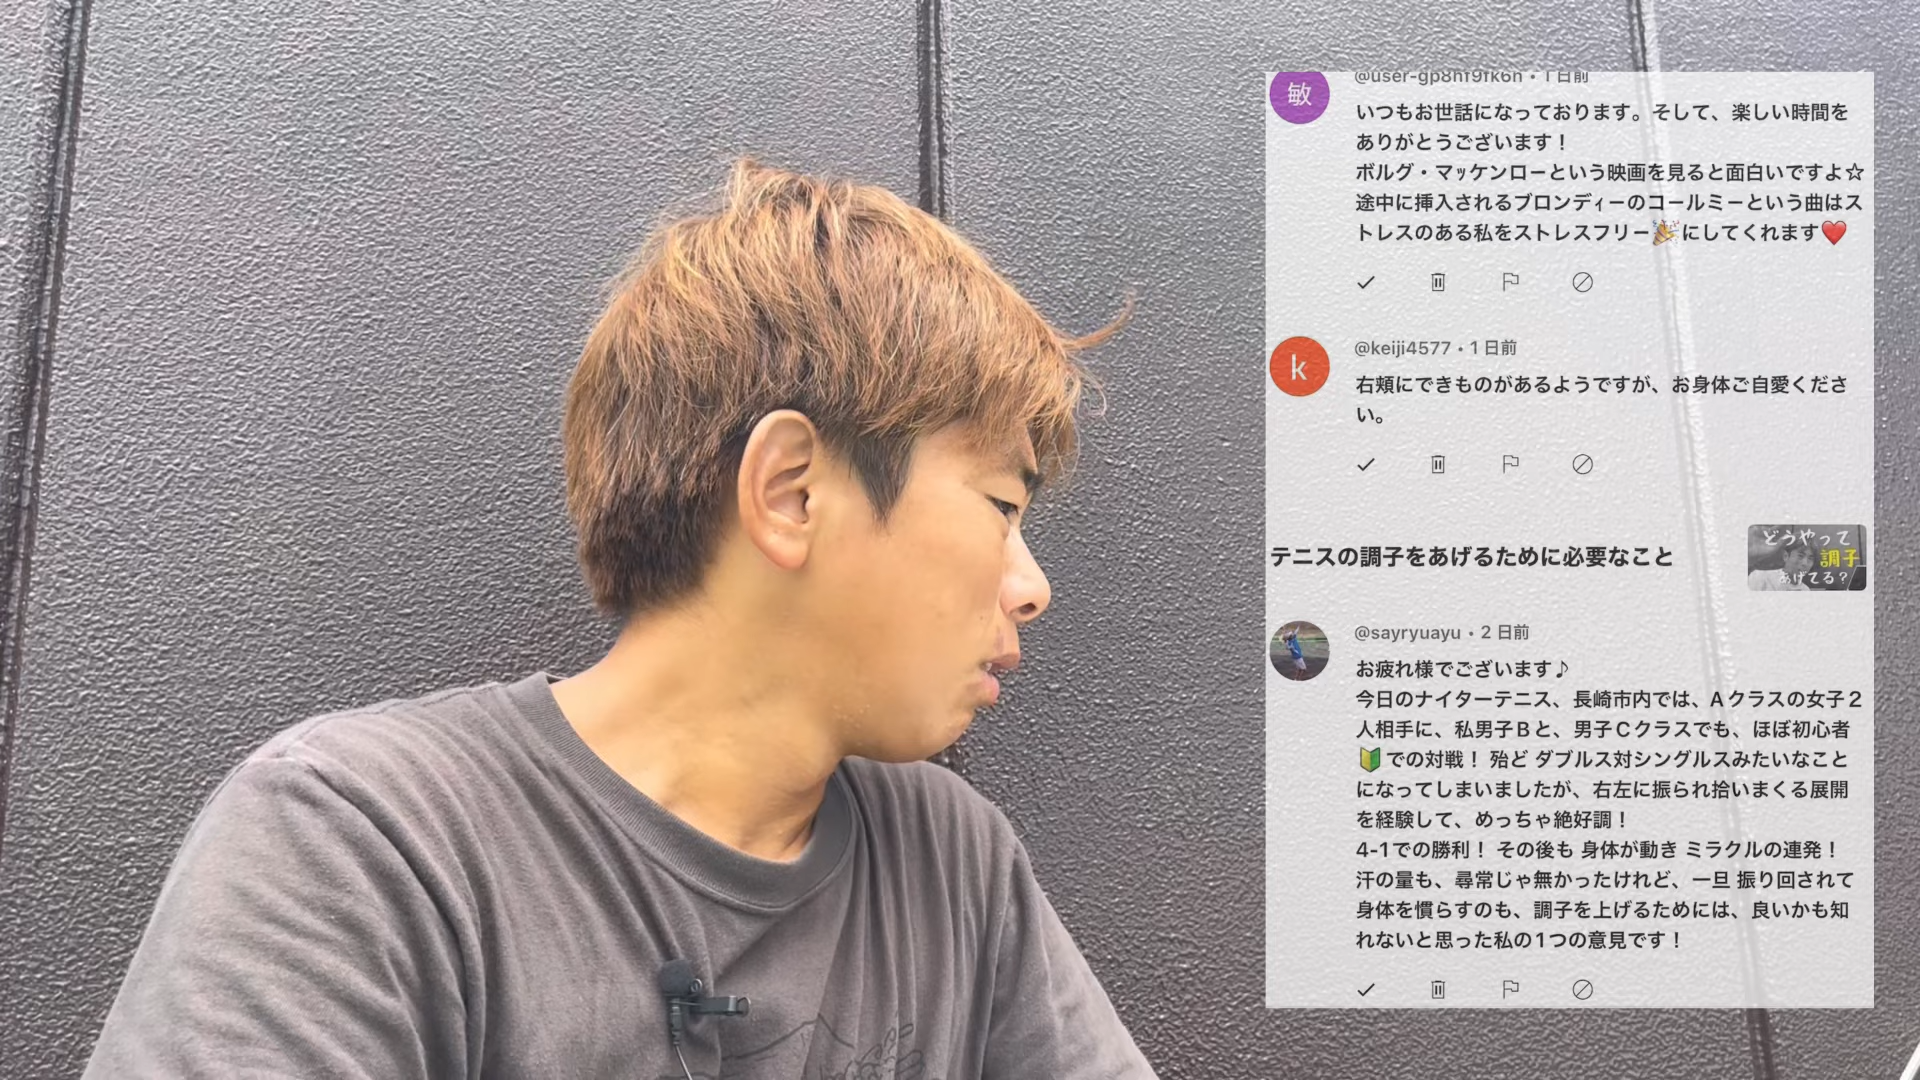 敏
@user-gp8hf9fk6n • 1 日前
いつもお世話になっております。そして、楽しい時間を
ありがとうございます！
ボルグ・マッケンローという映画を見ると面白いですよ☆
途中に挿入されるブロンディーのコールミーという曲はス
トレスのある私をストレスフリー🎉にしてくれます❤️
k
@keiji4577 • 1 日前
右頬にできものがあるようですが、お身体ご自愛くださ
い。
テニスの調子をあげるために必要なこと
どうやって
調子
あげてる？
@sayryuayu • 2 日前
お疲れ様でございます♪
今日のナイターテニス、長崎市内では、Aクラスの女子２
人相手に、私男子Ｂと、男子Ｃクラスでも、ほぼ初心者
🔰での対戦！ 殆ど ダブルス対シングルスみたいなこと
になってしまいましたが、右左に振られ拾いまくる展開
を経験して、めっちゃ絶好調！
4-1での勝利！ その後も 身体が動き ミラクルの連発！
汗の量も、尋常じゃ無かったけれど、一旦 振り回されて
身体を慣らすのも、調子を上げるためには、良いかも知
れないと思った私の1つの意見です！